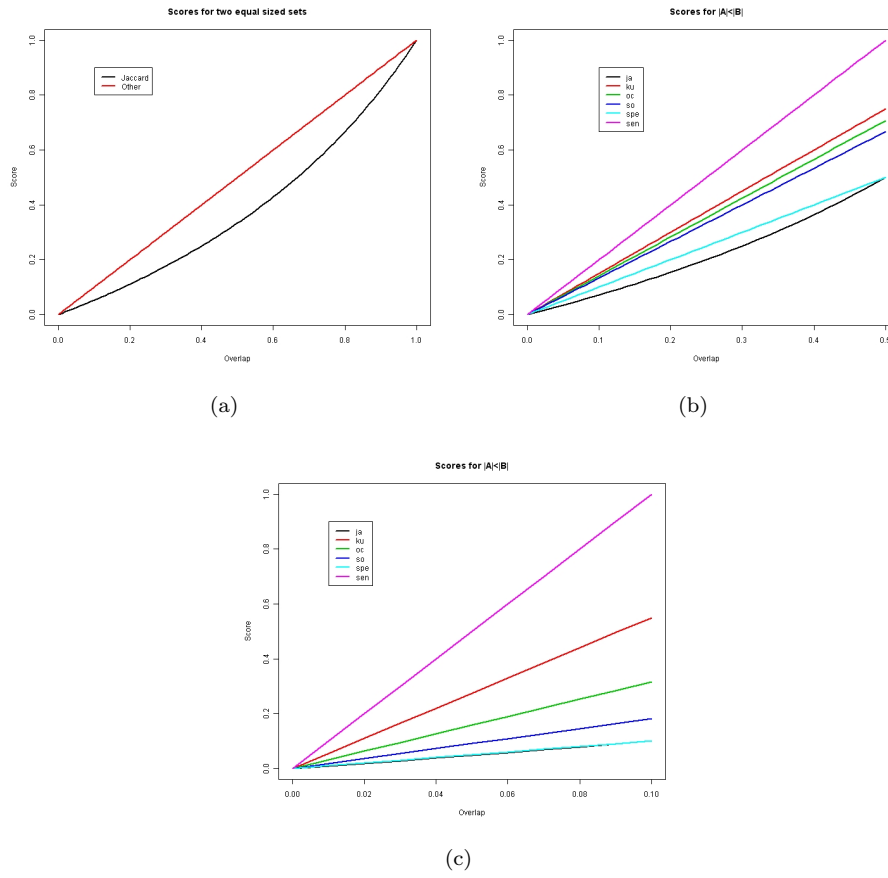 Scores for two equal sized sets
Score
1.0
0.8
0.6
0.4
0.2
0.0
Jaccard
Other
0.0 0.2 0.4 0.6 0.8 1.0
Overlap
(a)
Scores for |A|<|B|
Score
1.0
0.8
0.6
0.4
0.2
0.0
ja
ku
oc
so
spe
sen
0.0 0.1 0.2 0.3 0.4 0.5
Overlap
(b)
Scores for |A|<|B|
Score
1.0
0.8
0.6
0.4
0.2
0.0
ja
ku
oc
so
spe
sen
0.00 0.02 0.04 0.06 0.08 0.10
Overlap
(c)